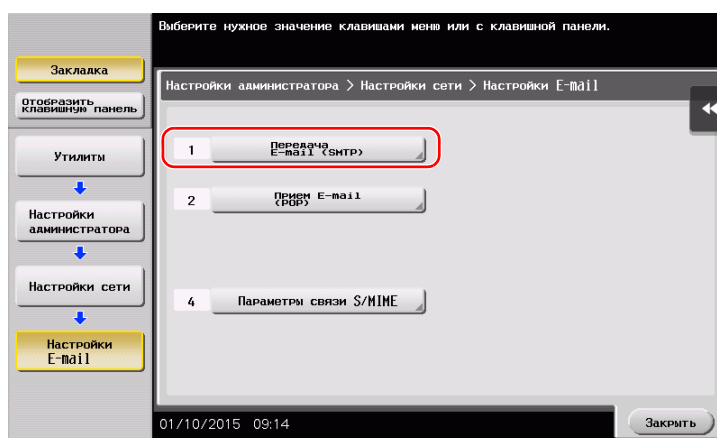 Выберите нужное значение клавишами меню или с клавишной панели.
Закладка
Отобразить
клавишную панель
Настройки администратора > Настройки сети > Настройки E-mail
Утилиты
Настройки
администратора
Настройки сети
Настройки
E-mail
1
Передача
E-mail (SMTP)
2
Прием E-mail
(POP)
4
Параметры связи S/MIME
01/10/2015 09:14
Закрыть